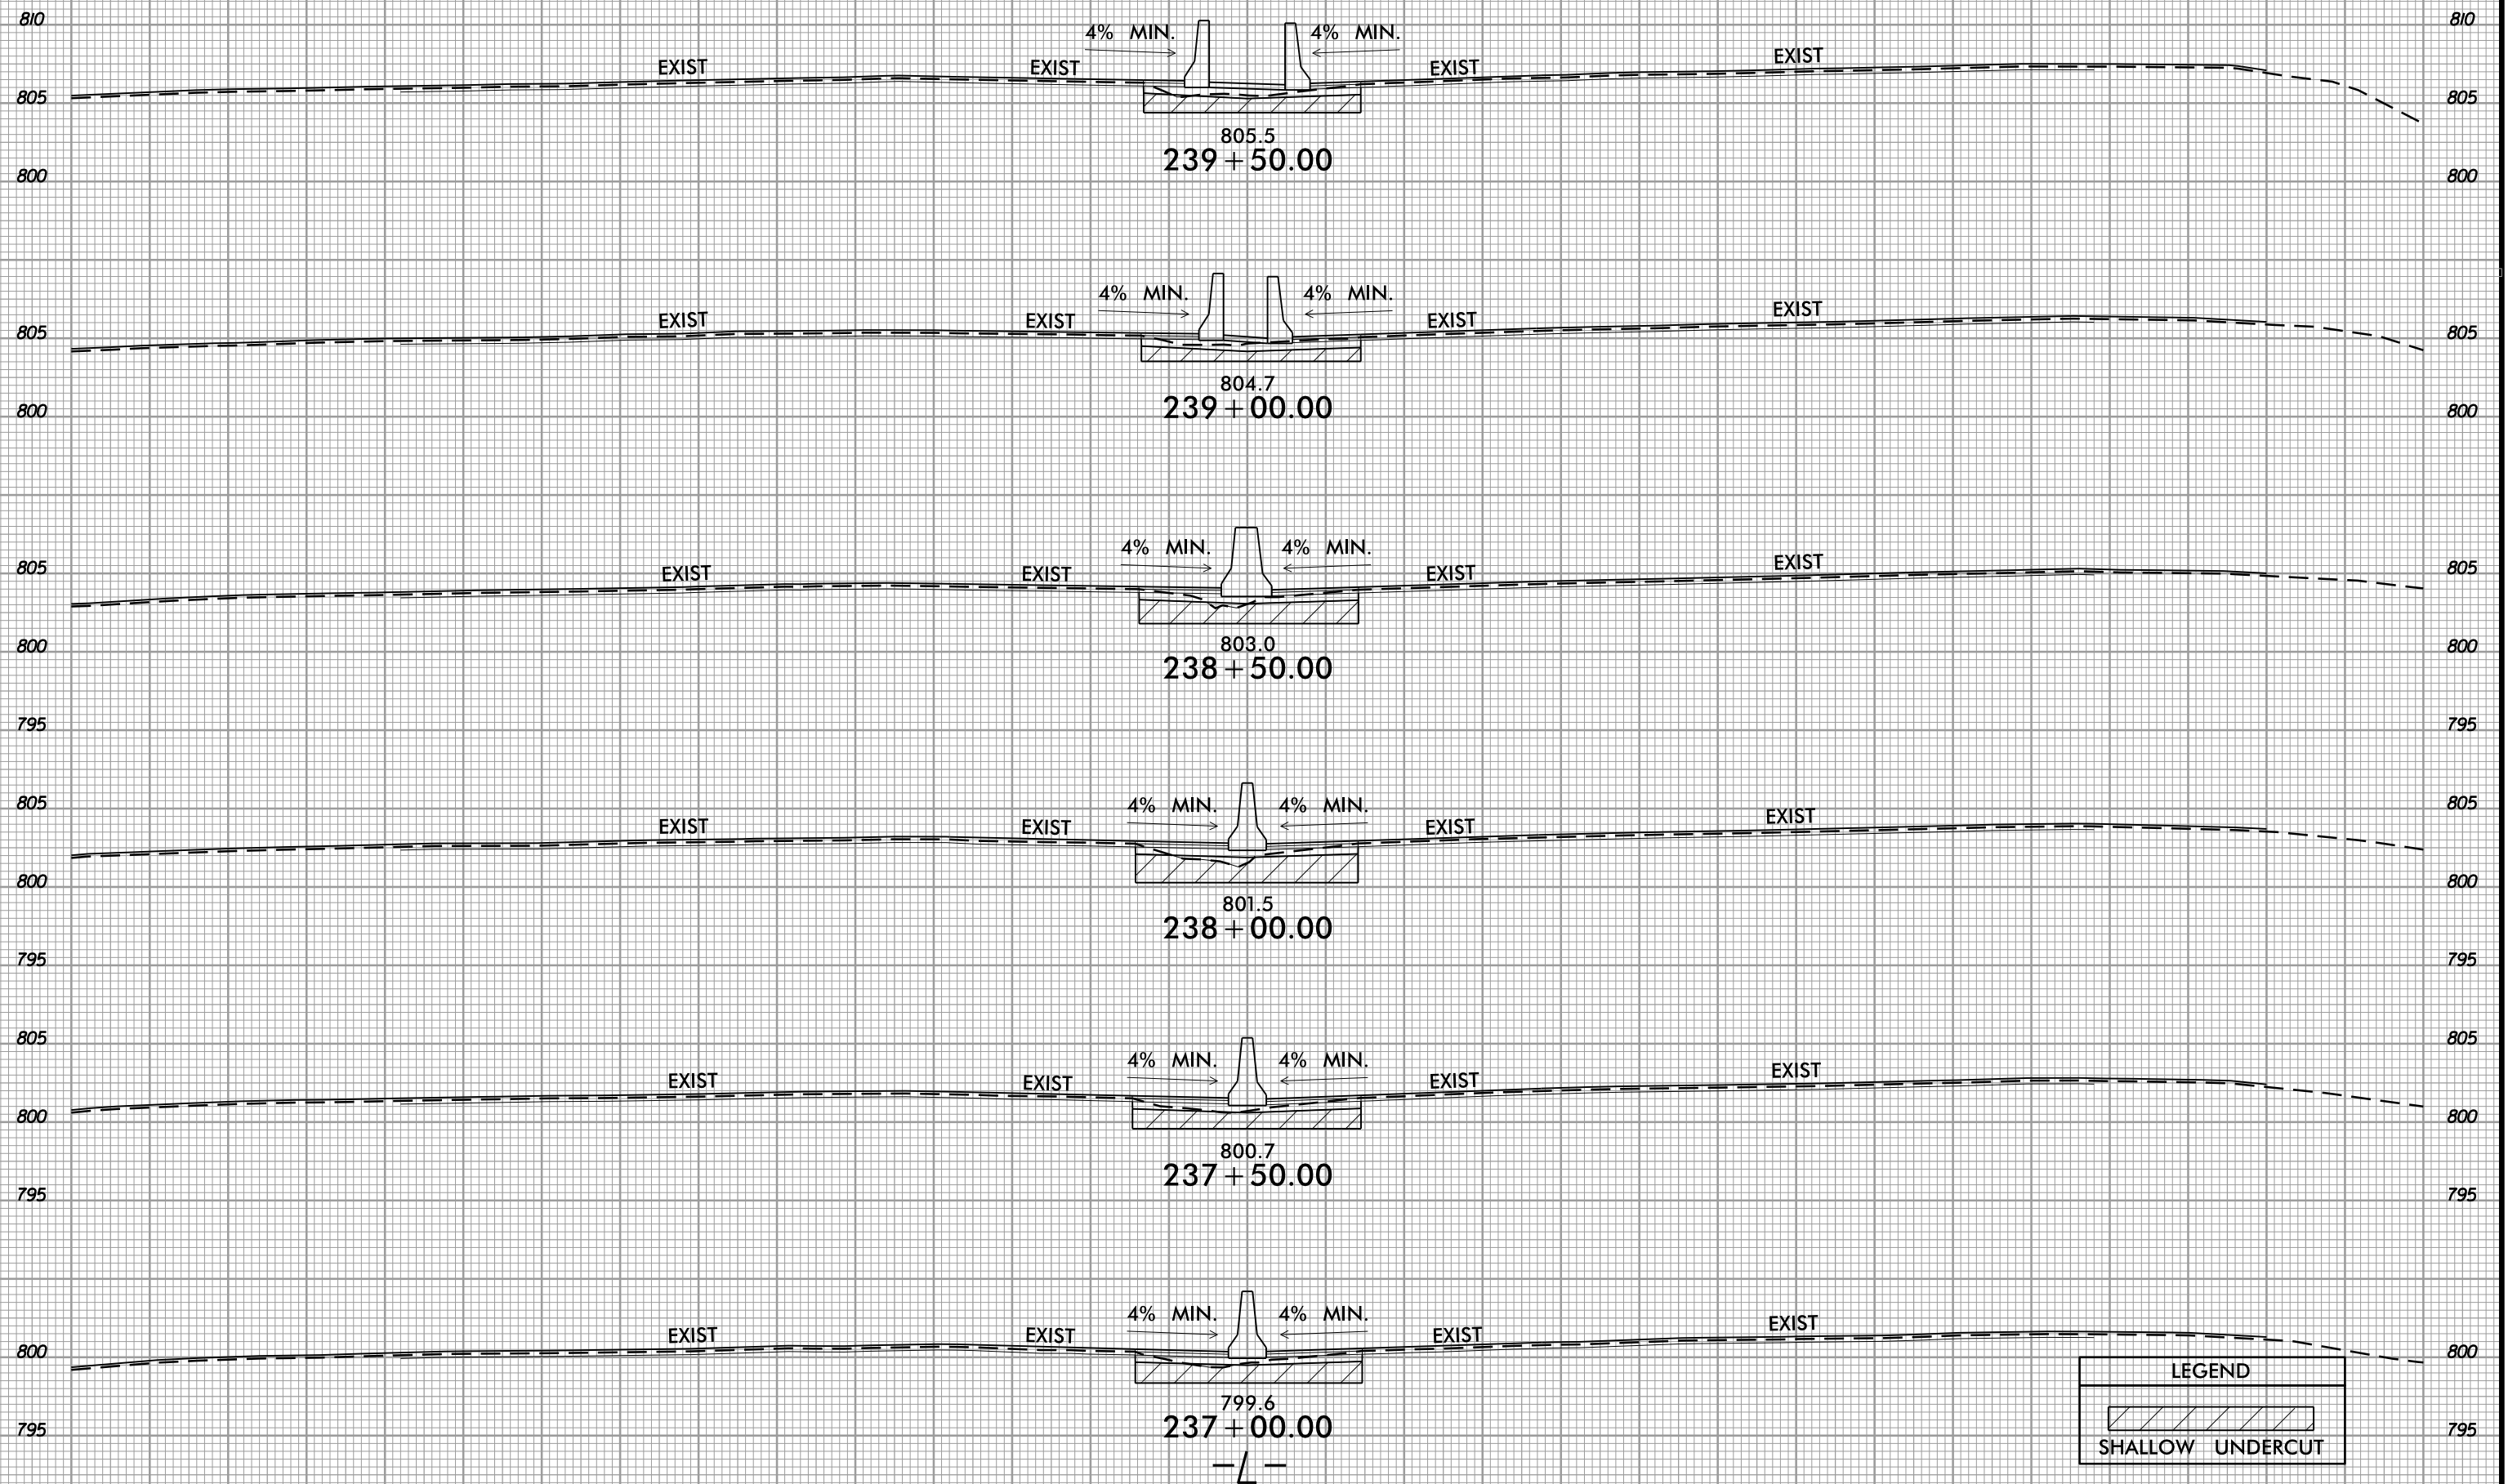 810 810
4% MIN. 4% MIN.
EXIST EXIST EXIST EXIST
805 805
805.5
239+50.00
800 800
4% MIN. 4% MIN.
EXIST EXIST EXIST EXIST
805 805
804.7
239+00.00
800 800
4% MIN. 4% MIN.
EXIST EXIST EXIST EXIST
805 805
800 803.0 800
238+50.00
795 795
805 4% MIN. 4% MIN. 805
EXIST EXIST EXIST EXIST
800 800
801.5
238+00.00
795 795
805 805
4% MIN. 4% MIN.
EXIST EXIST EXIST EXIST
800 800
800.7
237+50.00
795 795
4% MIN. 4% MIN.
EXIST EXIST EXIST EXIST
800 800
LEGEND
799.6
237+00.00
795 795
SHALLOW UNDERCUT
-L-